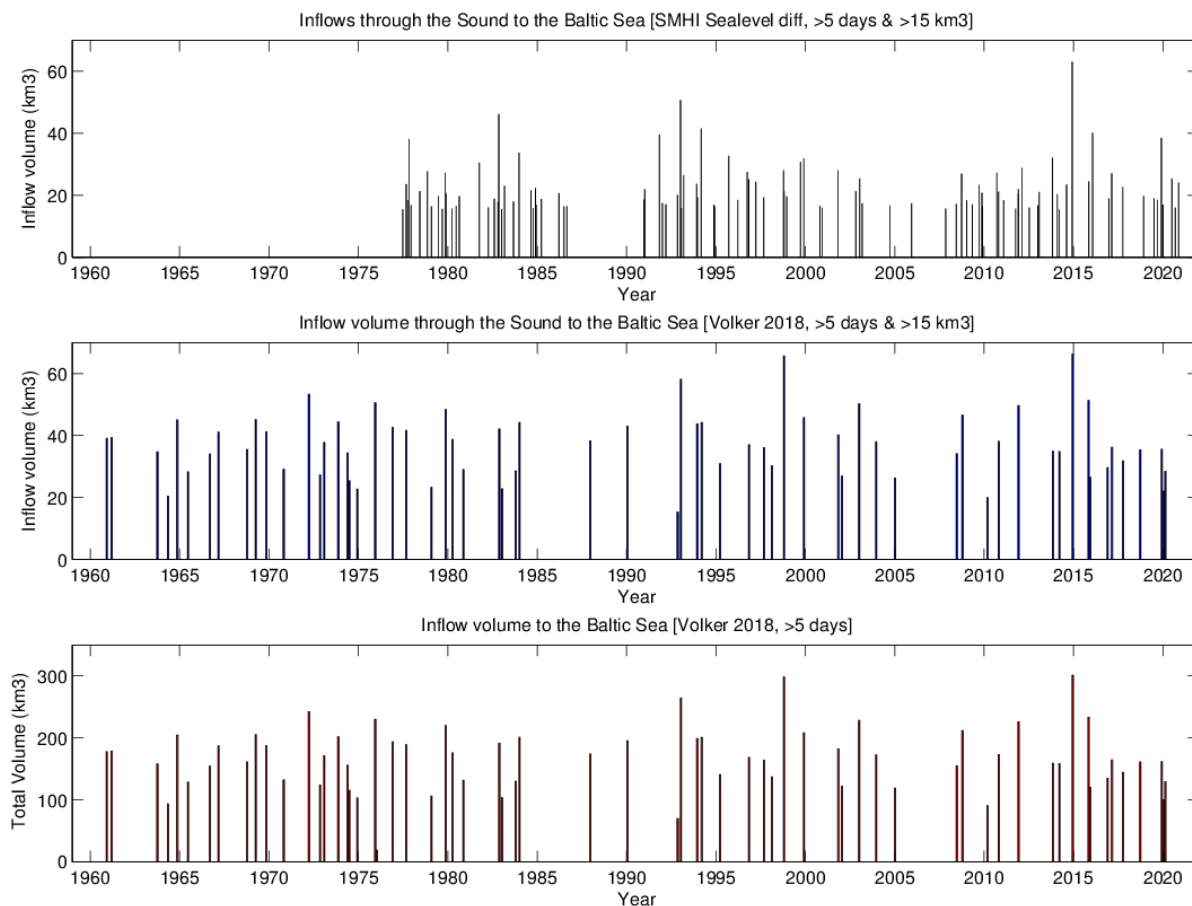 Inflows through the Sound to the Baltic Sea [SMHI Sealevel diff, >5 days & >15 km3]
Inflow volume (km3)
60
40
20
0
1960 1965 1970 1975 1980 1985 1990 1995 2000 2005 2010 2015 2020
Year
Inflow volume through the Sound to the Baltic Sea [Volker 2018, >5 days & >15 km3]
Inflow volume (km3)
60
40
20
0
1960 1965 1970 1975 1980 1985 1990 1995 2000 2005 2010 2015 2020
Year
Inflow volume to the Baltic Sea [Volker 2018, >5 days]
Total Volume (km3)
300
200
100
0
1960 1965 1970 1975 1980 1985 1990 1995 2000 2005 2010 2015 2020
Year